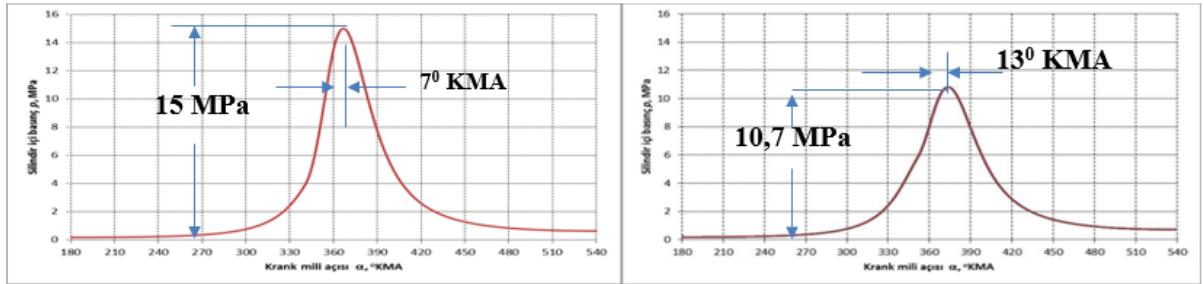 16
14
12
10
8
6
4
2
0
Silindir içi basınç p, MPa
15 MPa
7⁰ KMA
180 210 240 270 300 330 360 390 420 450 480 510 540
Krank mili açısı α, ᵒKMA
16
14
12
10
8
6
4
2
0
Silindir içi basınç p, MPa
13⁰ KMA
10,7 MPa
180 210 240 270 300 330 360 390 420 450 480 510 540
Krank mili açısı α, ᵒKMA